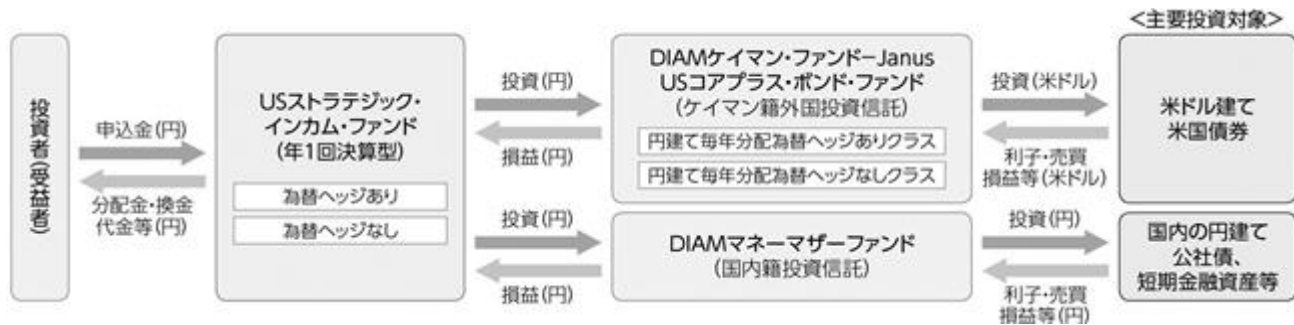 <主要投資対象>
投資者(受益者)
申込金(円)
分配金・換金
代金等(円)
USストラテジック・
インカム・ファンド
(年1回決算型)
為替ヘッジあり
為替ヘッジなし
投資(円)
損益(円)
投資(円)
損益(円)
DIAMケイマン・ファンドーJanus
USコアプラス・ボンド・ファンド
(ケイマン籍外国投資信託)
円建て毎年分配為替ヘッジありクラス
円建て毎年分配為替ヘッジなしクラス
DIAMマネーマザーファンド
(国内籍投資信託)
投資(米ドル)
利子・売買
損益等(米ドル)
投資(円)
利子・売買
損益等(円)
米ドル建て
米国債券
国内の円建て
公社債、
短期金融資産等